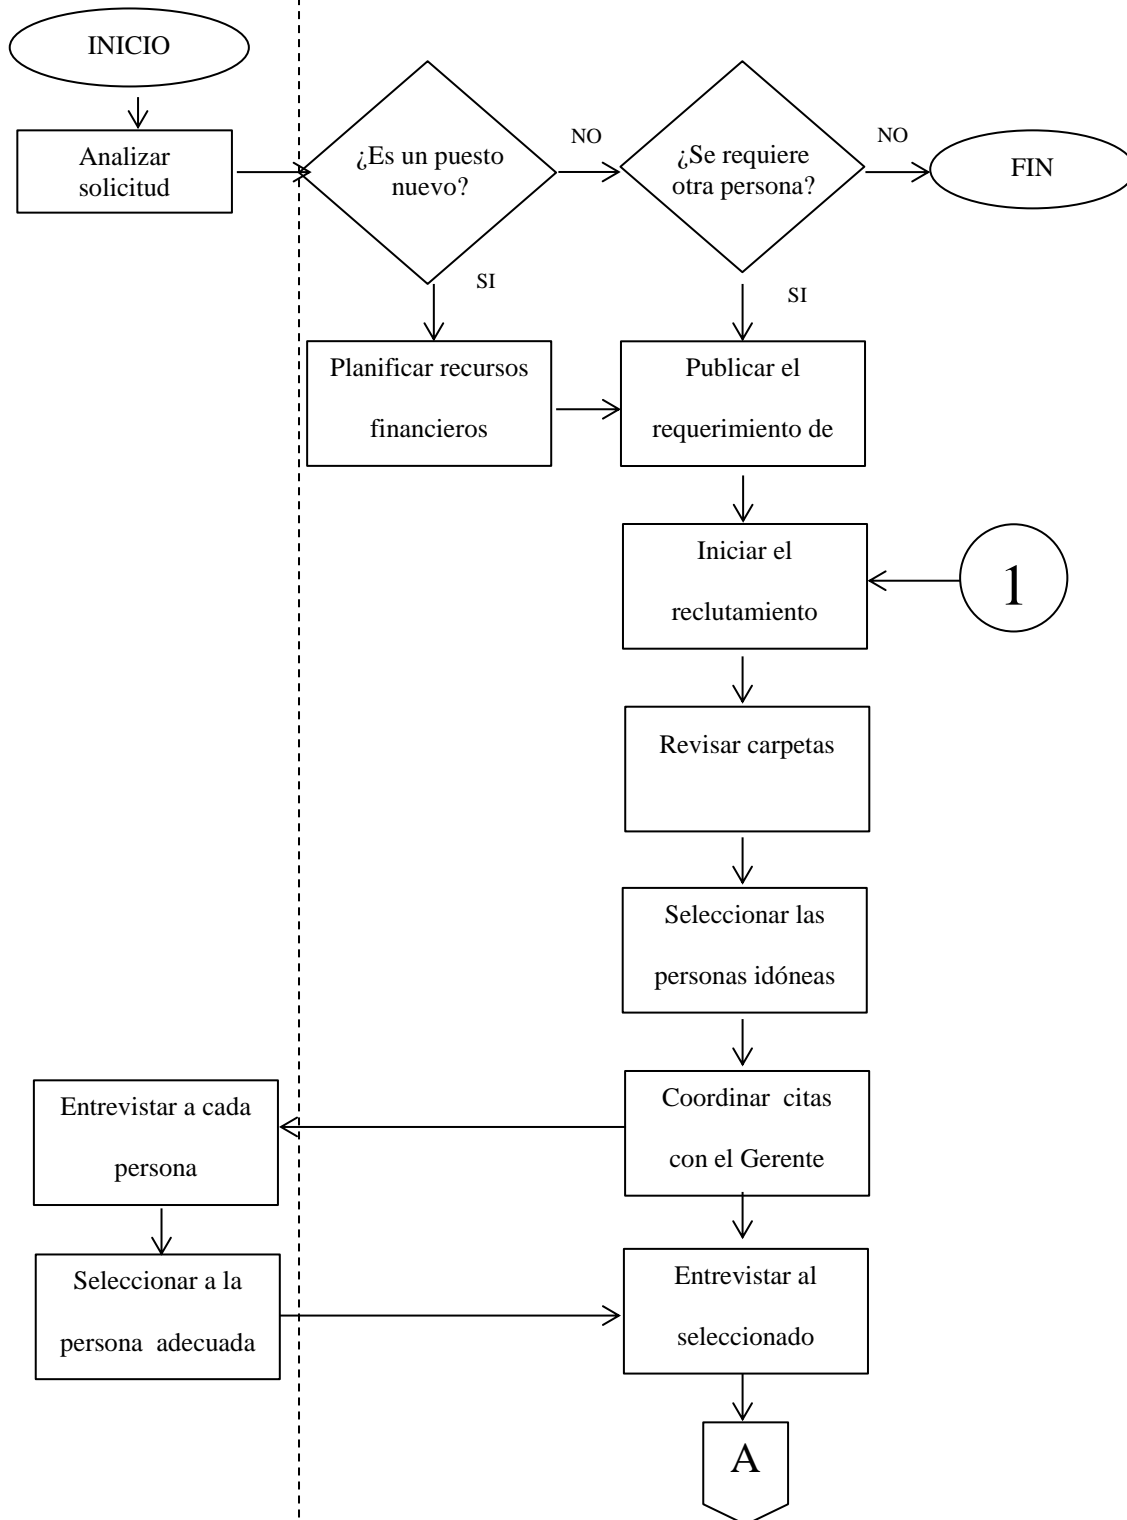 INICIO
Analizar
solicitud
¿Es un puesto
nuevo?
NO
¿Se requiere
otra persona?
NO
FIN
SI
SI
Planificar recursos
financieros
Publicar el
requerimiento de
Iniciar el
reclutamiento
1
Revisar carpetas
Seleccionar las
personas idóneas
Coordinar citas
con el Gerente
Entrevistar a cada
persona
Seleccionar a la
persona adecuada
Entrevistar al
seleccionado
A